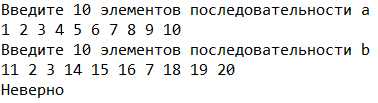 Введите 10 элементов последовательности a
1 2 3 4 5 6 7 8 9 10
Введите 10 элементов последовательности b
11 2 3 14 15 16 7 18 19 20
Неверно